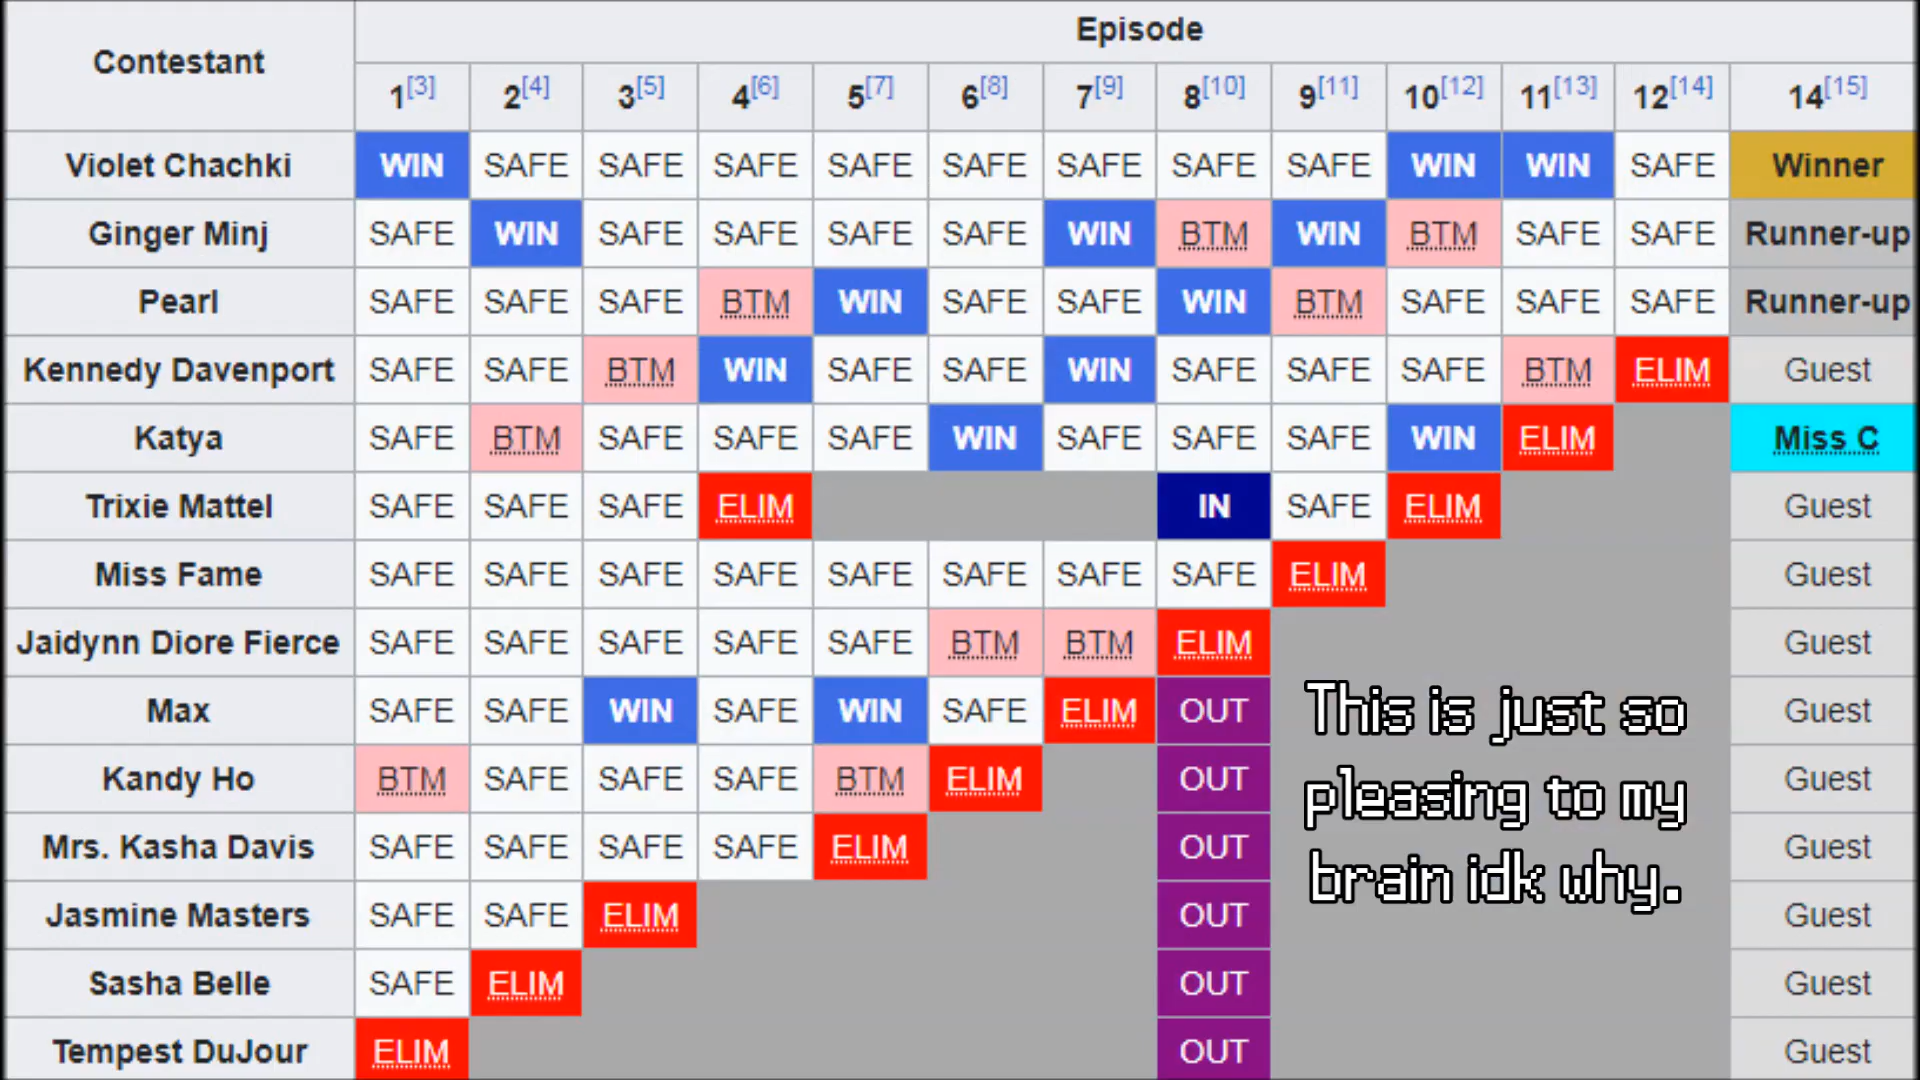 Contestant Episode
1[3] 2[4] 3[5] 4[6] 5[7] 6[8] 7[9] 8[10] 9[11] 10[12] 11[13] 12[14] 14[15]
Violet Chachki WIN SAFE SAFE SAFE SAFE SAFE SAFE SAFE SAFE WIN WIN SAFE Winner
Ginger Minj SAFE WIN SAFE SAFE SAFE SAFE WIN BTM WIN BTM SAFE SAFE Runner-up
Pearl SAFE SAFE SAFE BTM WIN SAFE SAFE WIN BTM SAFE SAFE SAFE Runner-up
Kennedy Davenport SAFE SAFE BTM WIN SAFE SAFE WIN SAFE SAFE SAFE BTM ELIM Guest
Katya SAFE BTM SAFE SAFE SAFE WIN SAFE SAFE SAFE WIN ELIM Miss C
Trixie Mattel SAFE SAFE SAFE ELIM IN SAFE ELIM Guest
Miss Fame SAFE SAFE SAFE SAFE SAFE SAFE SAFE SAFE ELIM Guest
Jaidynn Diore Fierce SAFE SAFE SAFE SAFE SAFE BTM BTM ELIM Guest
Max SAFE SAFE WIN SAFE WIN SAFE ELIM OUT Guest
Kandy Ho BTM SAFE SAFE SAFE BTM ELIM OUT Guest
Mrs. Kasha Davis SAFE SAFE SAFE SAFE ELIM OUT Guest
Jasmine Masters SAFE SAFE ELIM OUT Guest
Sasha Belle SAFE ELIM OUT Guest
Tempest DuJour ELIM OUT Guest
This is just so
pleasing to my
brain idk why.